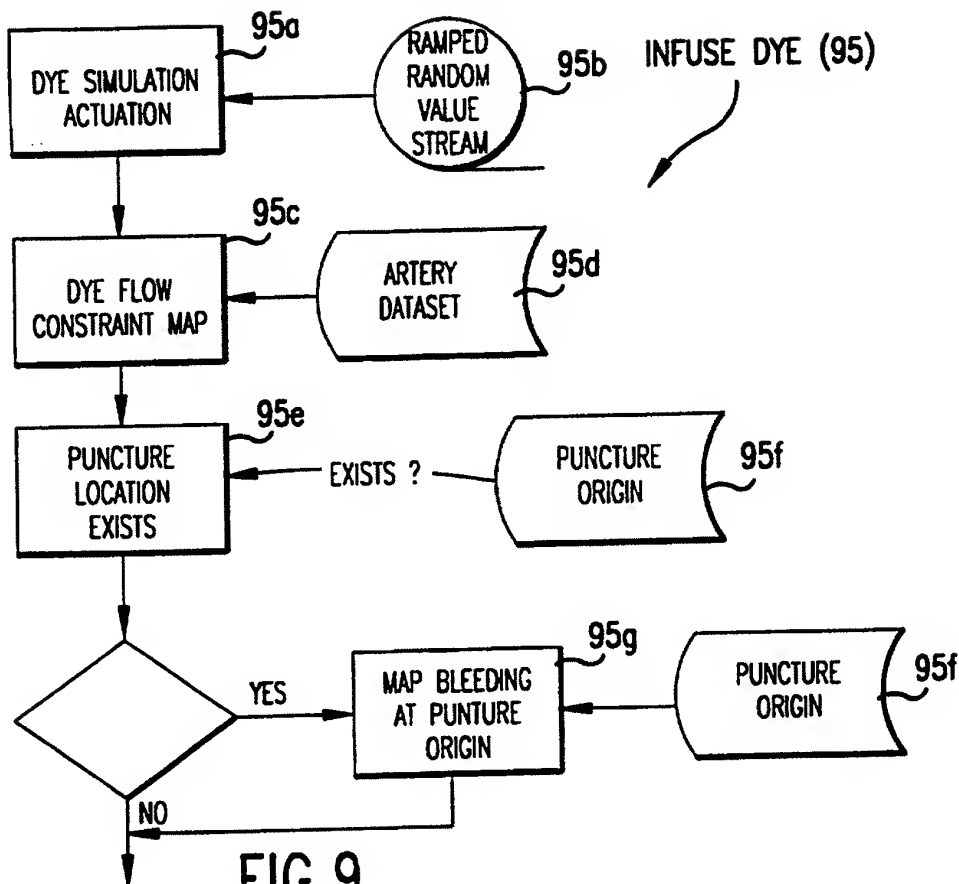 95a
DYE SIMULATION
ACTUATION
RAMPED
RANDOM
VALUE
STREAM
95b
INFUSE DYE (95)
95c
DYE FLOW
CONSTRAINT MAP
ARTERY
DATASET
95d
95e
PUNCTURE
LOCATION
EXISTS
EXISTS ?
PUNCTURE
ORIGIN
95f
YES
95g
MAP BLEEDING
AT PUNTURE
ORIGIN
PUNCTURE
ORIGIN
95f
NO
FIG 9